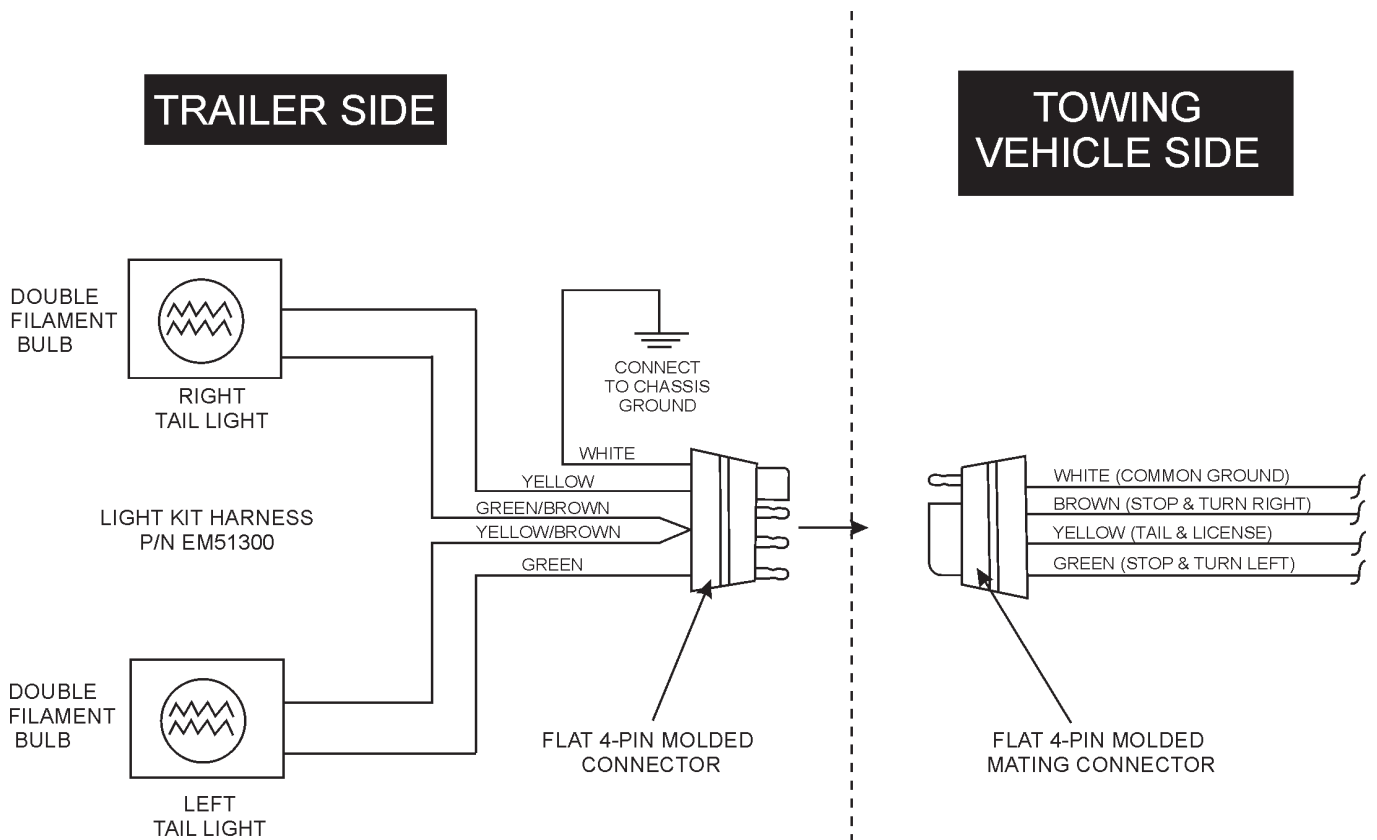 TRAILER SIDE
TOWING
VEHICLE SIDE
DOUBLE
FILAMENT
BULB
RIGHT
TAIL LIGHT
CONNECT
TO CHASSIS
GROUND
WHITE
YELLOW
GREEN/BROWN
YELLOW/BROWN
GREEN
LIGHT KIT HARNESS
P/N EM51300
WHITE (COMMON GROUND)
BROWN (STOP & TURN RIGHT)
YELLOW (TAIL & LICENSE)
GREEN (STOP & TURN LEFT)
DOUBLE
FILAMENT
BULB
LEFT
TAIL LIGHT
FLAT 4-PIN MOLDED
CONNECTOR
FLAT 4-PIN MOLDED
MATING CONNECTOR